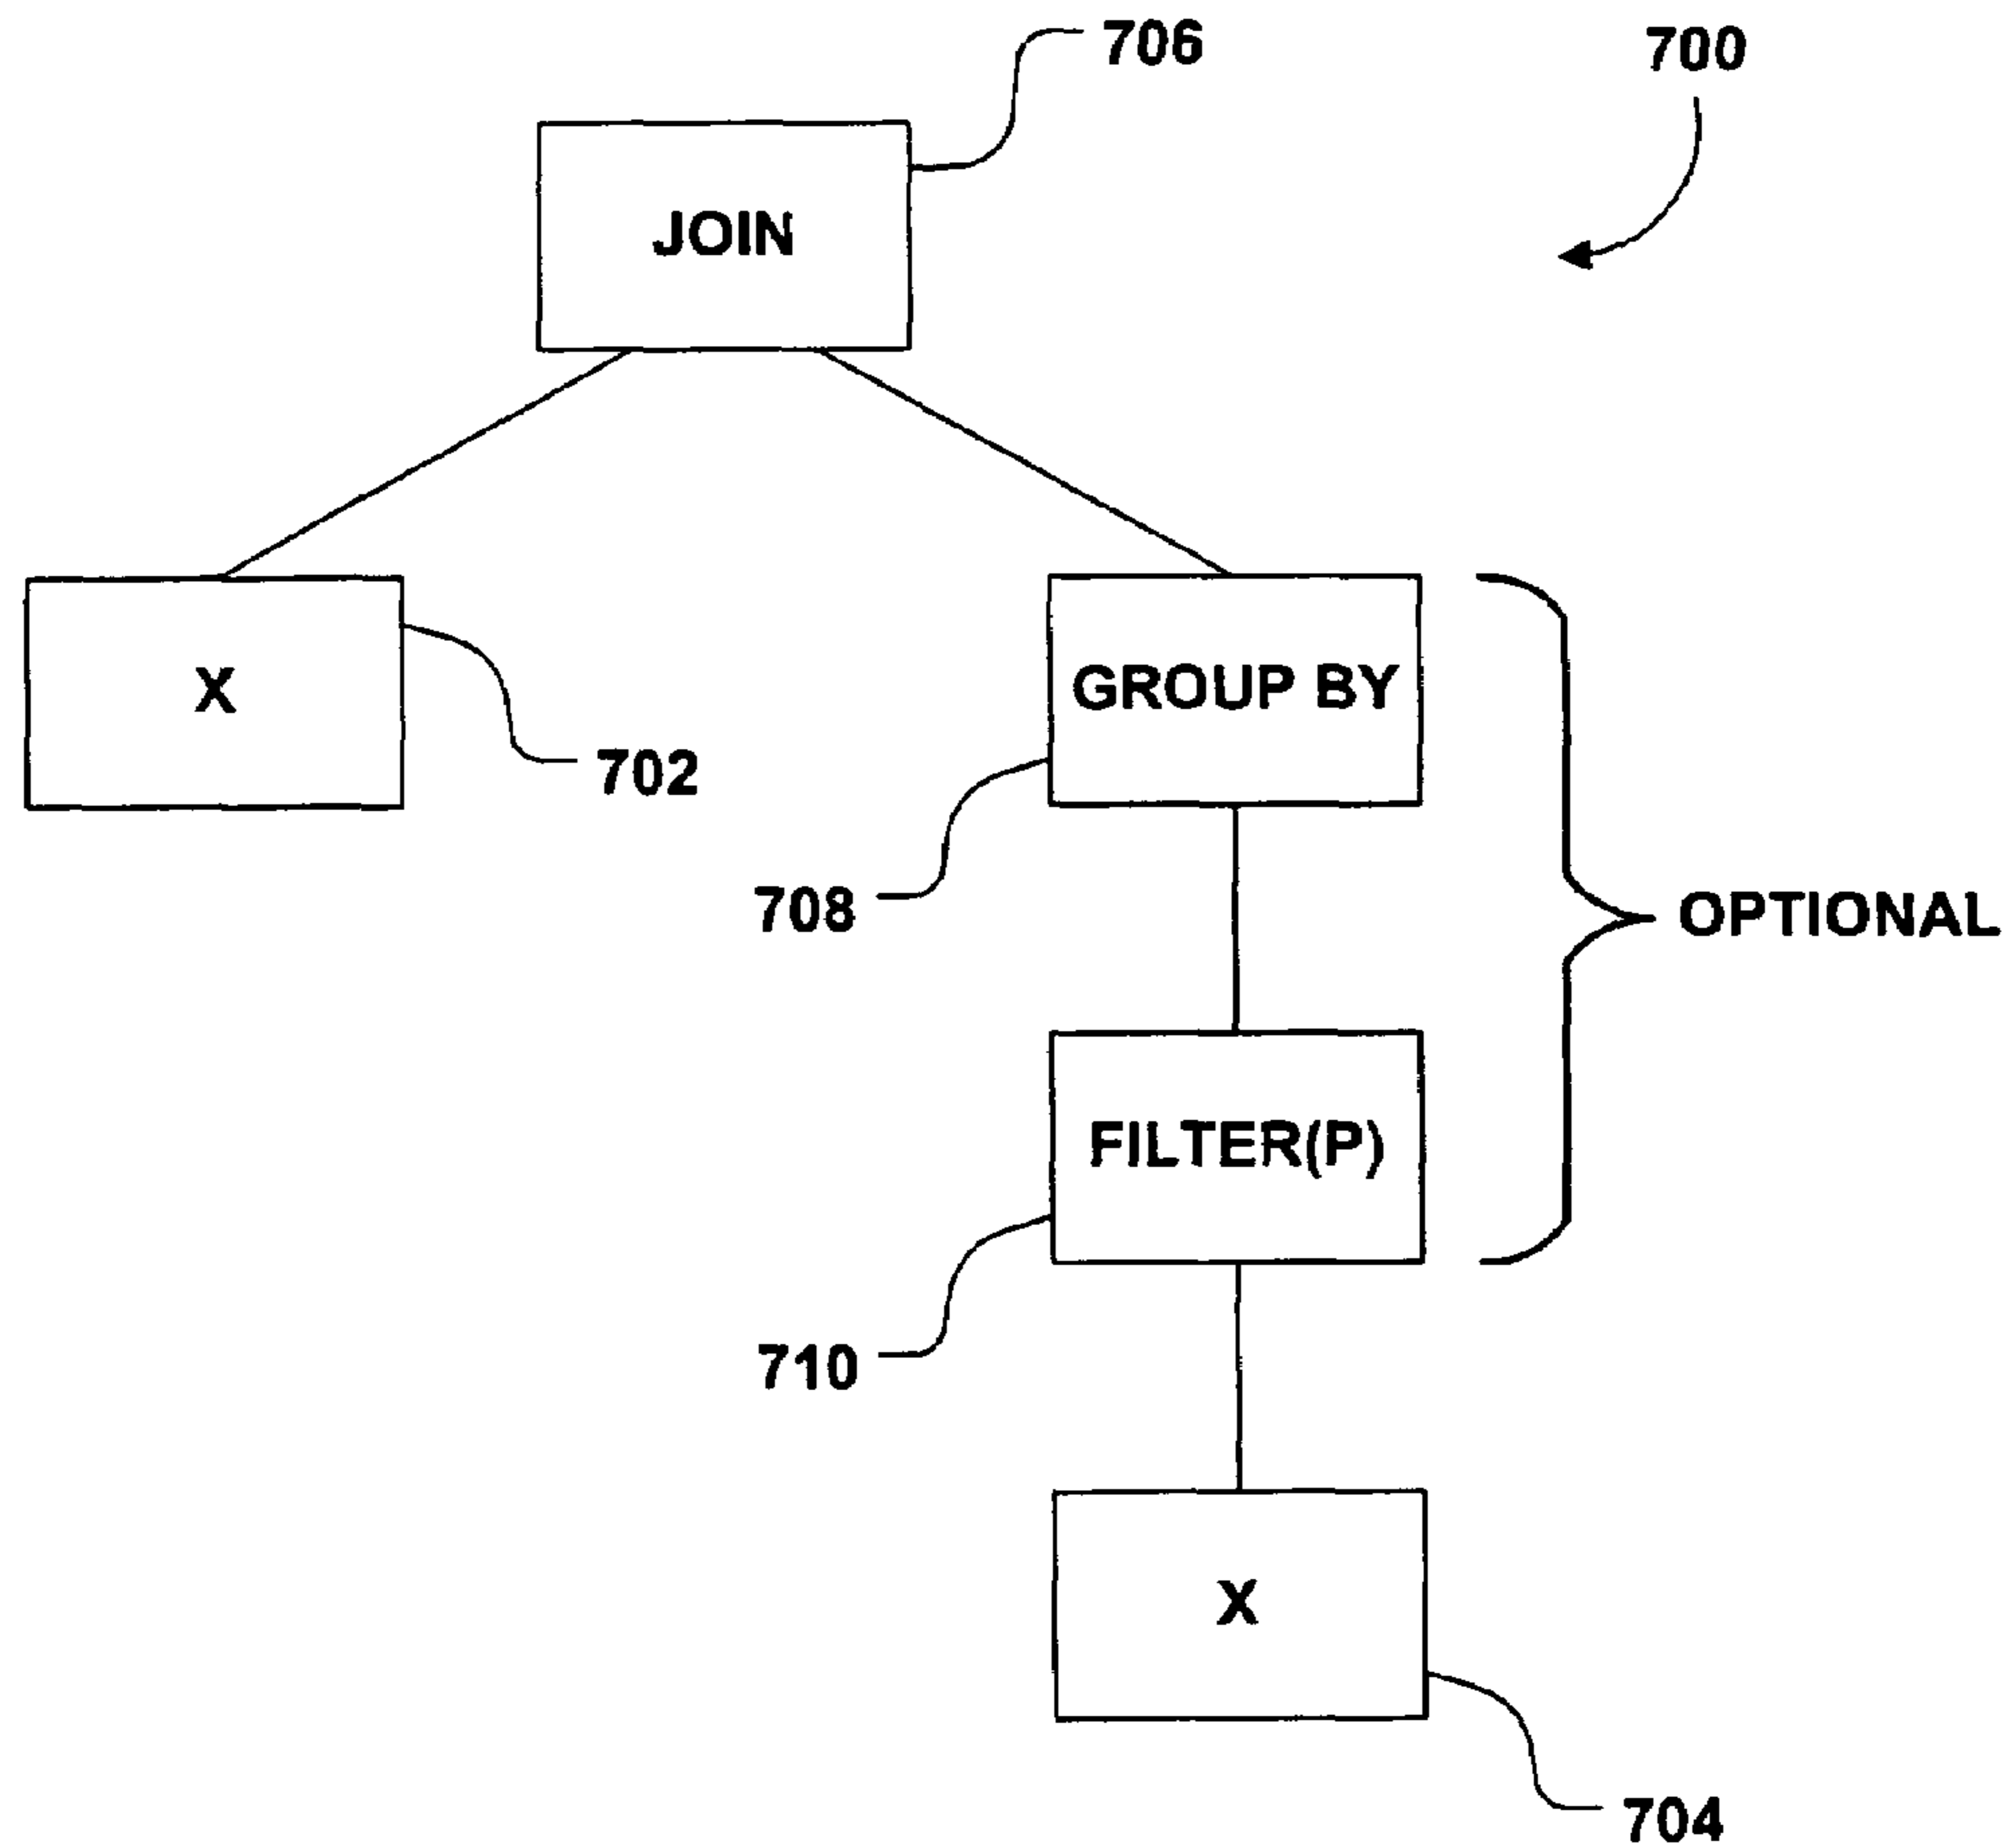 706
700
JOIN
X
GROUP BY
702
708
OPTIONAL
FILTER(P)
710
X
704